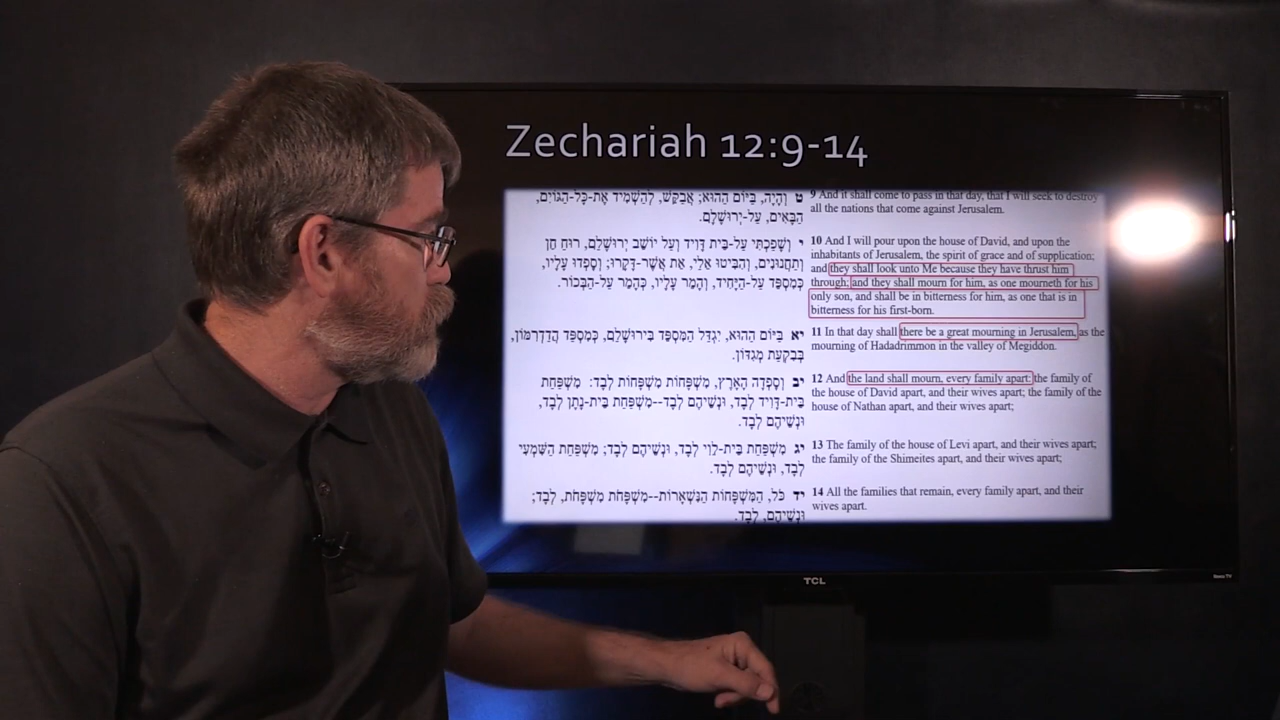 Zechariah 12:9-14
ט וְהָיָה, בַּיּוֹם הַהוּא; אֲבַקֵּשׁ, לְהַשְׁמִיד אֶת-כָּל-הַגּוֹיִם,
הַבָּאִים, עַל-יְרוּשָׁלִָם.
י וְשָׁפַכְתִּי עַל-בֵּית דָּוִיד וְעַל יוֹשֵׁב יְרוּשָׁלִַם, רוּחַ חֵן
וְתַחֲנוּנִים, וְהִבִּיטוּ אֵלַי, אֵת אֲשֶׁר-דָּקָרוּ; וְסָפְדוּ עָלָיו,
כְּמִסְפֵּד עַל-הַיָּחִיד, וְהָמֵר עָלָיו, כְּהָמֵר עַל-הַבְּכוֹר.
יא בַּיּוֹם הַהוּא, יִגְדַּל הַמִּסְפֵּד בִּירוּשָׁלִַם, כְּמִסְפַּד הֲדַדְרִמּוֹן,
בְּבִקְעַת מְגִדּוֹן.
יב וְסָפְדָה הָאָרֶץ, מִשְׁפָּחוֹת מִשְׁפָּחוֹת לְבָד: מִשְׁפַּחַת
בֵּית-דָּוִיד לְבָד, וּנְשֵׁיהֶם לְבָד--מִשְׁפַּחַת בֵּית-נָתָן לְבָד,
וּנְשֵׁיהֶם לְבָד.
יג מִשְׁפַּחַת בֵּית-לֵוִי לְבָד, וּנְשֵׁיהֶם לְבָד; מִשְׁפַּחַת הַשִּׁמְעִי
לְבָד, וּנְשֵׁיהֶם לְבָד.
יד כֹּל, הַמִּשְׁפָּחוֹת הַנִּשְׁאָרוֹת--מִשְׁפָּחֹת מִשְׁפָּחֹת, לְבָד;
וּנְשֵׁיהֶם, לְבָד.
9 And it shall come to pass in that day, that I will seek to destroy
all the nations that come against Jerusalem.
10 And I will pour upon the house of David, and upon the
inhabitants of Jerusalem, the spirit of grace and of supplication;
and they shall look unto Me because they have thrust him
through; and they shall mourn for him, as one mourneth for his
only son, and shall be in bitterness for him, as one that is in
bitterness for his first-born.
11 In that day shall there be a great mourning in Jerusalem, as the
mourning of Hadadrimmon in the valley of Megiddon.
12 And the land shall mourn, every family apart: the family of
the house of David apart, and their wives apart; the family of the
house of Nathan apart, and their wives apart;
13 The family of the house of Levi apart, and their wives apart;
the family of the Shimeites apart, and their wives apart;
14 All the families that remain, every family apart, and their
wives apart.
TCL
Roku TV